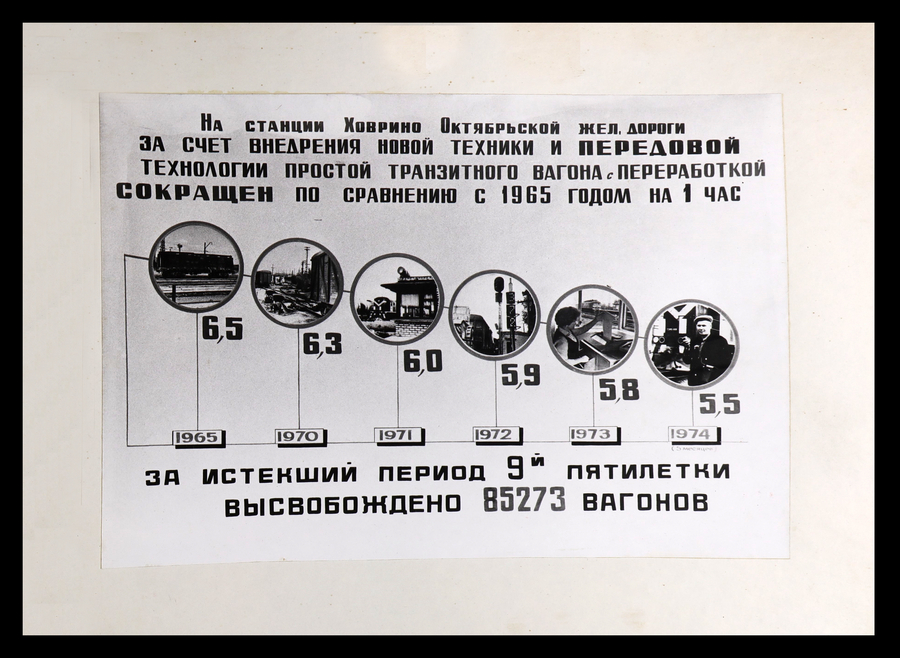 На станции Ховрино Октябрьской жел. дороги
за счет внедрения новой техники и передовой
технологии простой транзитного вагона с переработкой
сокращен по сравнению с 1965 годом на 1 час
6,5
6,3
6,0
5,9
5,8
5,5
1965 1970 1971 1972 1973 1974
За истекший период 9й пятилетки
высвобождено 85273 вагонов